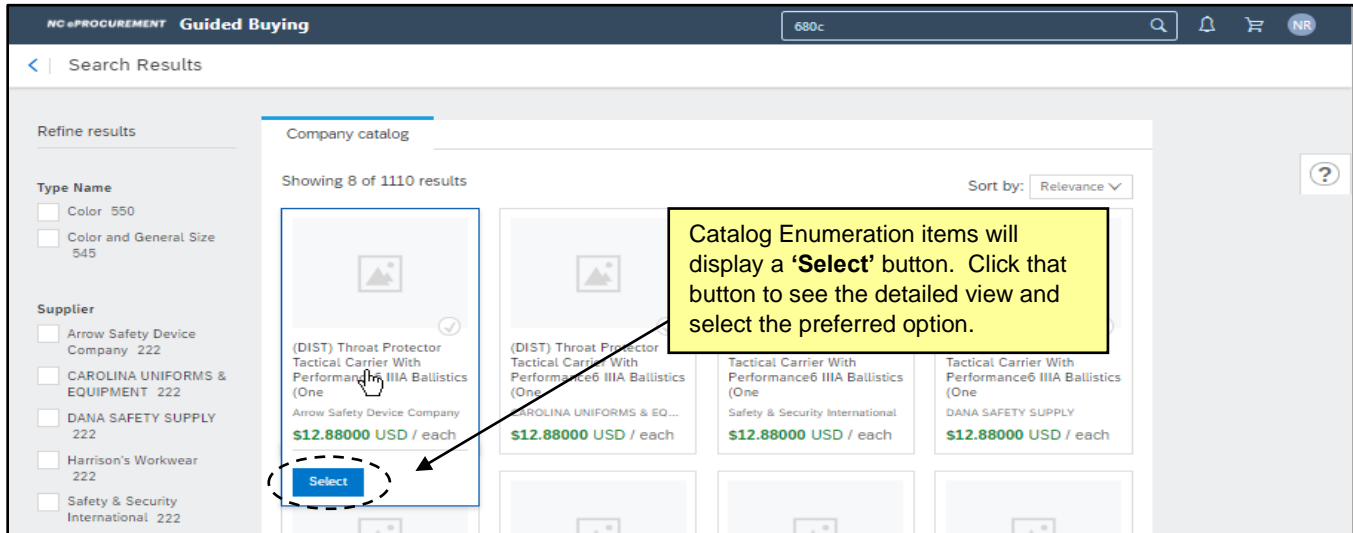 NC ePROCUREMENT Guided Buying
680c
NR
Search Results
Refine results
Type Name
Color 550
Color and General Size
545
Supplier
Arrow Safety Device
Company 222
CAROLINA UNIFORMS &
EQUIPMENT 222
DANA SAFETY SUPPLY
222
Harrison's Workwear
222
Safety & Security
International 222
Company catalog
Showing 8 of 1110 results
Sort by: Relevance
?
(DIST) Throat Protector
Tactical Carrier With
Performance6 IIIA Ballistics
(One
Arrow Safety Device Company
$12.88000 USD / each
Select
(DIST) Throat Protector
Tactical Carrier With
Performance6 IIIA Ballistics
(One
CAROLINA UNIFORMS & EQ...
$12.88000 USD / each
Tactical Carrier With
Performance6 IIIA Ballistics
(One
Safety & Security International
$12.88000 USD / each
Tactical Carrier With
Performance6 IIIA Ballistics
(One
DANA SAFETY SUPPLY
$12.88000 USD / each
Catalog Enumeration items will
display a ‘Select’ button. Click that
button to see the detailed view and
select the preferred option.